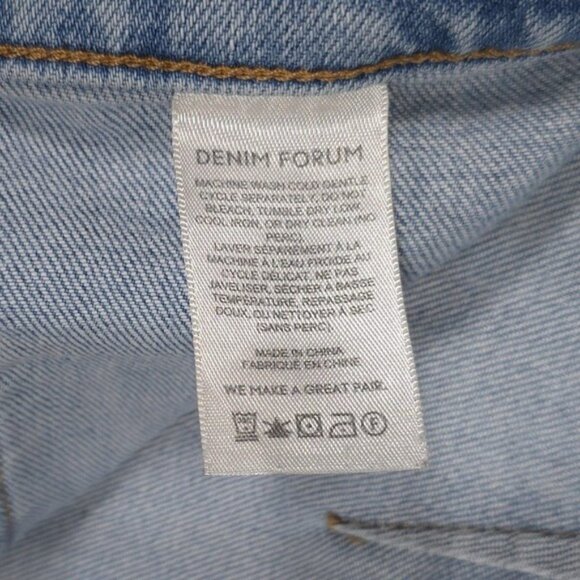 DENIM FORUM
MACHINE WASH COLD GENTLE
CYCLE SEPARATELY, DO NOT
BLEACH, TUMBLE DRY LOW,
COOL IRON, OR DRY CLEAN (NO
PERC).
LAVER SÉPARÉMENT À LA
MACHINE À L'EAU FROIDE AU
CYCLE DÉLICAT. NE PAS
JAVELISER, SÉCHER À BASSE
TEMPÉRATURE, REPASSAGE
DOUX, OU NETTOYER À SEC
(SANS PERC).
MADE IN CHINA
FABRIQUÉ EN CHINE
WE MAKE A GREAT PAIR.
F